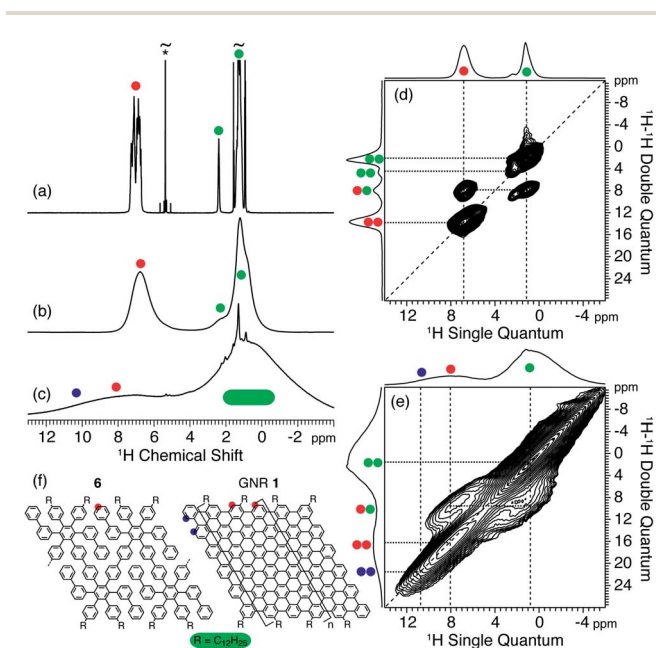 (a)
~
*
~
(b)
(c)
12 10 8 6 4 2 0 -2 ppm
¹H Chemical Shift
(d)
ppm
-8
-4
0
4
8
12
16
20
24
¹H-¹H Double Quantum
12 8 4 0 -4 ppm
¹H Single Quantum
(e)
ppm
-8
-4
0
4
8
12
16
20
24
¹H-¹H Double Quantum
12 8 4 0 -4 ppm
¹H Single Quantum
(f)
6
GNR 1
R R R R R R R R
R R R R R R R n R
R = C₁₂H₂₅